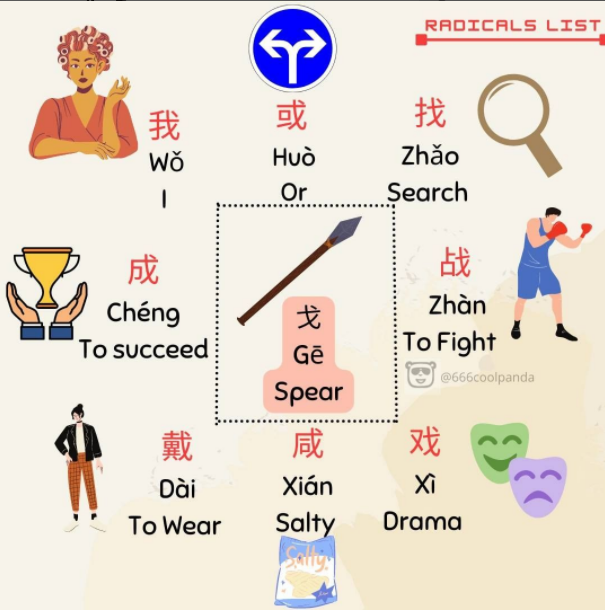 RADICALS LIST
我
Wǒ
I
或
Huò
Or
找
Zhǎo
Search
成
Chéng
To succeed
戈
Gē
Spear
战
Zhàn
To Fight
@666coolpanda
戴
Dài
To Wear
咸
Xián
Salty
Salty
戏
Xì
Drama